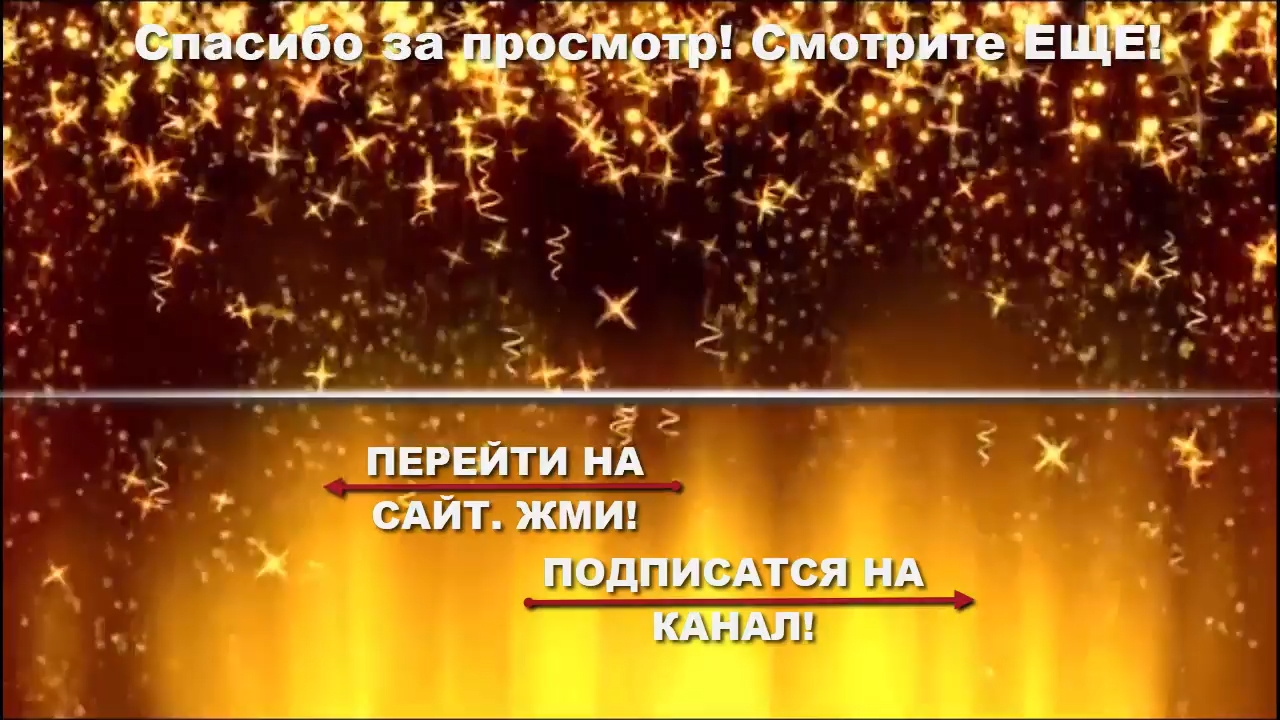 Спасибо за просмотр! Смотрите ЕЩЕ!
ПЕРЕЙТИ НА
САЙТ. ЖМИ!
ПОДПИСАТСЯ НА
КАНАЛ!